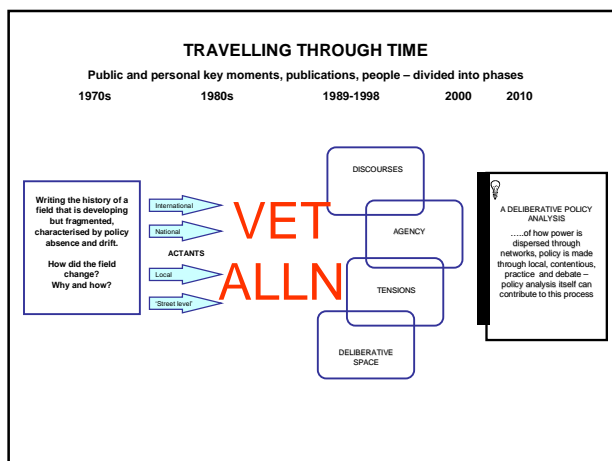 TRAVELLING THROUGH TIME
Public and personal key moments, publications, people – divided into phases
1970s 1980s 1989-1998 2000 2010
Writing the history of a
field that is developing
but fragmented,
characterised by policy
absence and drift.
How did the field
change?
Why and how?
International
National
ACTANTS
Local
'Street level'
VET
ALLN
DISCOURSES
AGENCY
TENSIONS
DELIBERATIVE
SPACE
A DELIBERATIVE POLICY
ANALYSIS
…..of how power is
dispersed through
networks, policy is made
through local, contentious,
practice and debate –
policy analysis itself can
contribute to this process